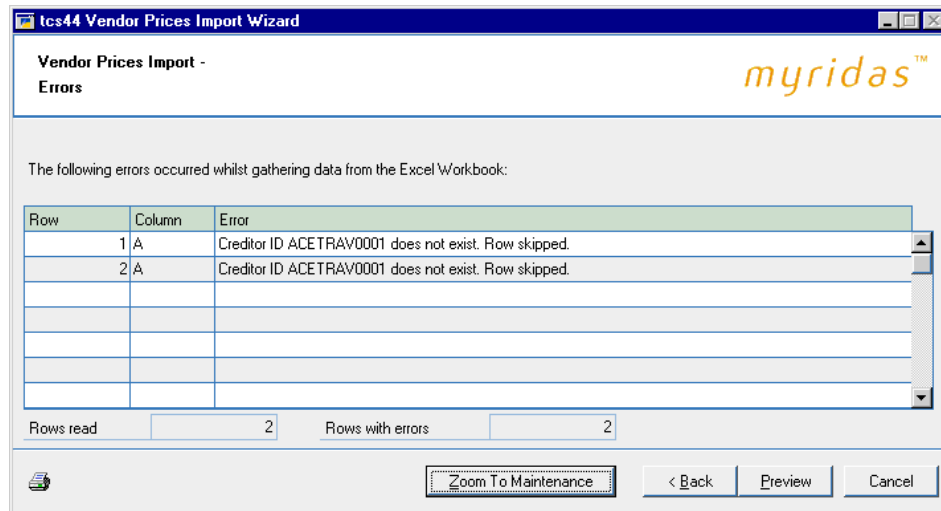 tcs44 Vendor Prices Import Wizard
Vendor Prices Import -
Errors
myridas™
The following errors occurred whilst gathering data from the Excel Workbook:
Row Column Error
1 A Creditor ID ACETRAV0001 does not exist. Row skipped.
2 A Creditor ID ACETRAV0001 does not exist. Row skipped.
Rows read 2 Rows with errors 2
Zoom To Maintenance < Back Preview Cancel